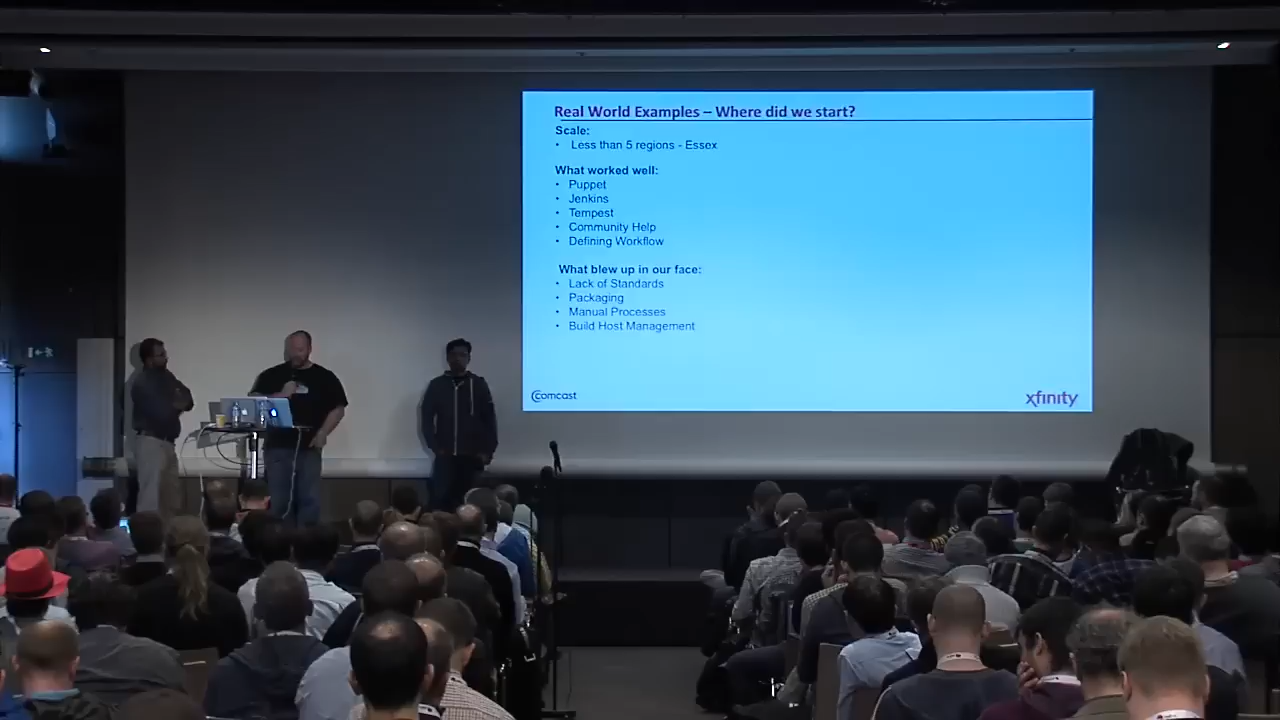 Real World Examples – Where did we start?
Scale:
• Less than 5 regions - Essex
What worked well:
• Puppet
• Jenkins
• Tempest
• Community Help
• Defining Workflow
What blew up in our face:
• Lack of Standards
• Packaging
• Manual Processes
• Build Host Management
Comcast
xfinity